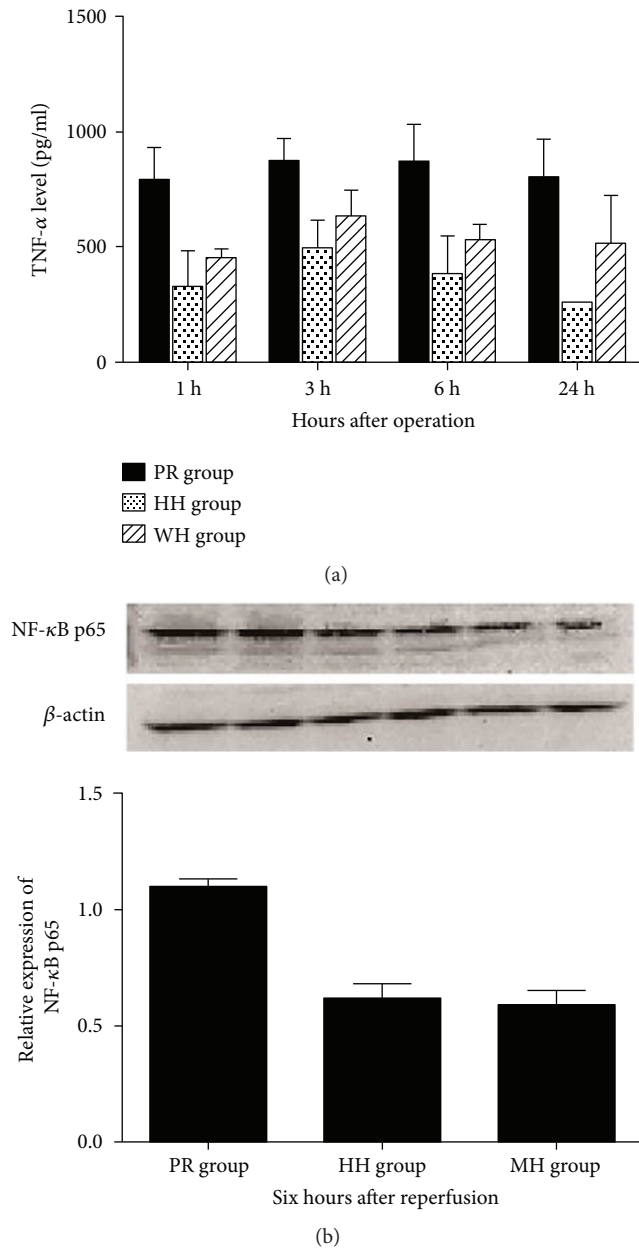 1500
1000
500
0
TNF-α level (pg/ml)
1 h 3 h 6 h 24 h
Hours after operation
PR group
HH group
WH group
(a)
NF-κB p65
β-actin
1.5
1.0
0.5
0.0
Relative expression of
NF-κB p65
PR group HH group MH group
Six hours after reperfusion
(b)